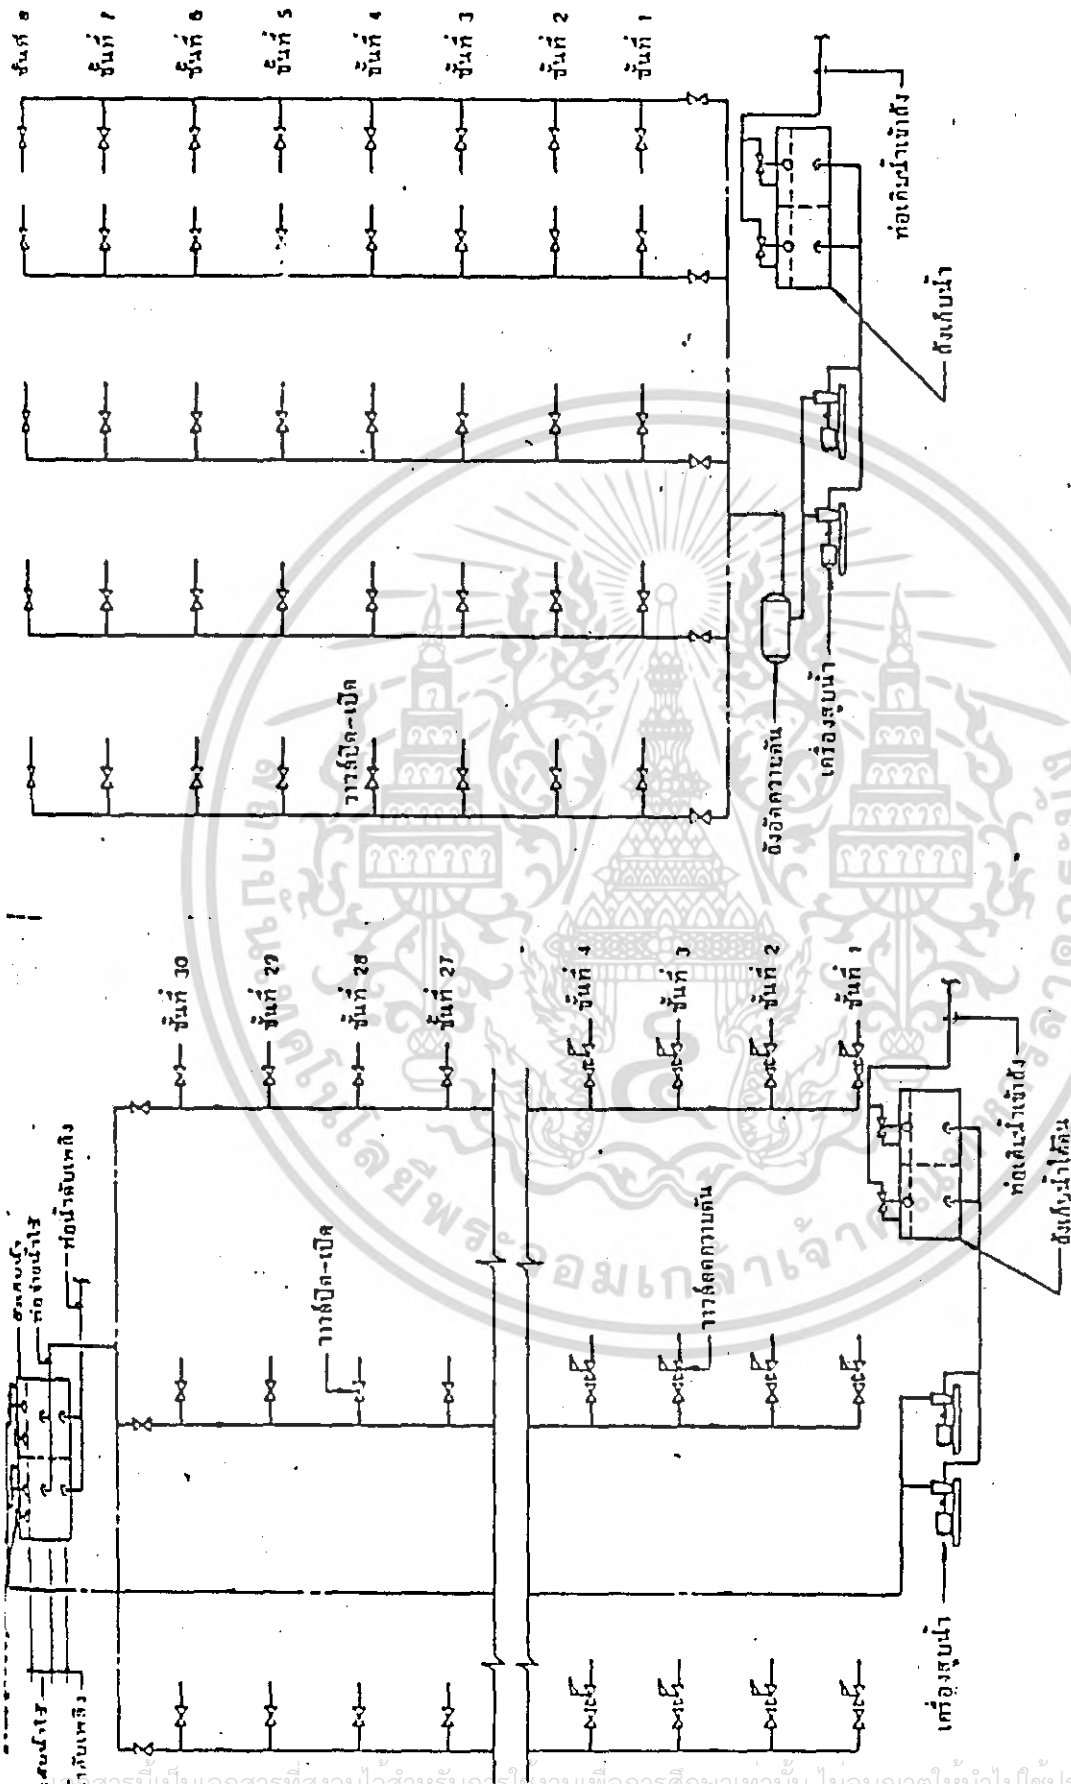 ชั้นที่ 8
ชั้นที่ 7
ชั้นที่ 6
ชั้นที่ 5
ชั้นที่ 4
ชั้นที่ 3
ชั้นที่ 2
ชั้นที่ 1
ท่อเติมน้ำเข้าถัง
ถังเก็บน้ำ
วาวล์ปิด-เปิด
ถังอัดความดัน
เครื่องสูบน้ำ
ชั้นที่ 30
ชั้นที่ 29
ชั้นที่ 28
ชั้นที่ 27
ชั้นที่ 4
ชั้นที่ 3
ชั้นที่ 2
ชั้นที่ 1
ท่อจ่ายน้ำใช้
ท่อน้ำดับเพลิง
วาวล์ปิด-เปิด
วาวล์ลดความดัน
ท่อเติมน้ำเข้าถัง
ถังเก็บน้ำใต้ดิน
เครื่องสูบน้ำ